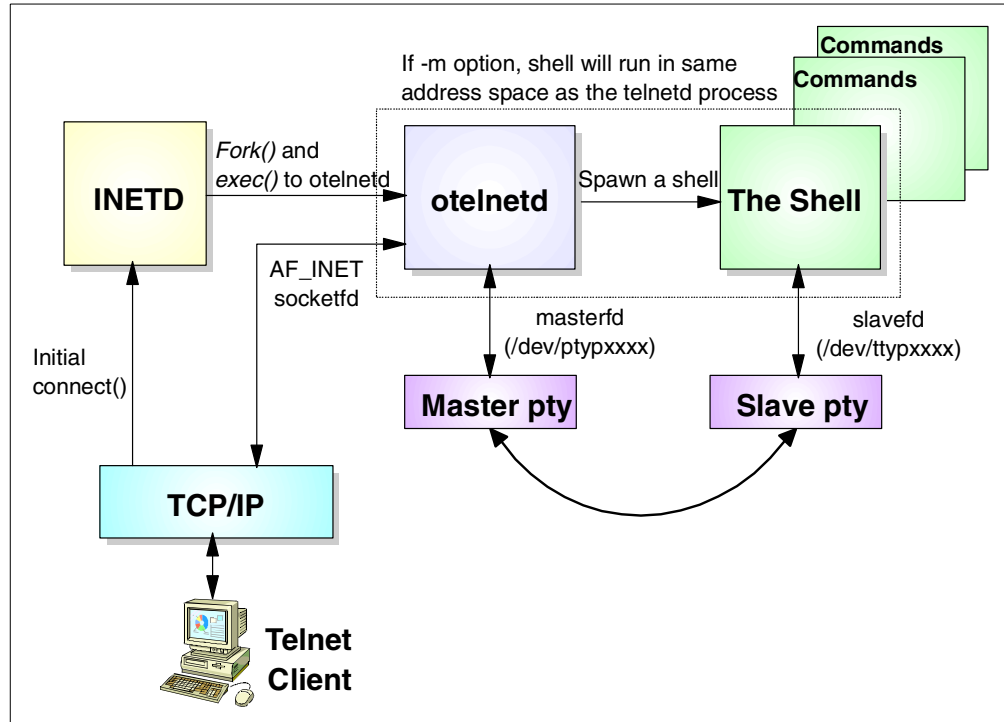 Commands
Commands
If -m option, shell will run in same
address space as the telnetd process
INETD
Fork() and
exec() to otelnetd
otelnetd
Spawn a shell
The Shell
AF_INET
socketfd
masterfd
(/dev/ptypxxxx)
slavefd
(/dev/ttypxxxx)
Initial
connect()
Master pty
Slave pty
TCP/IP
Telnet
Client